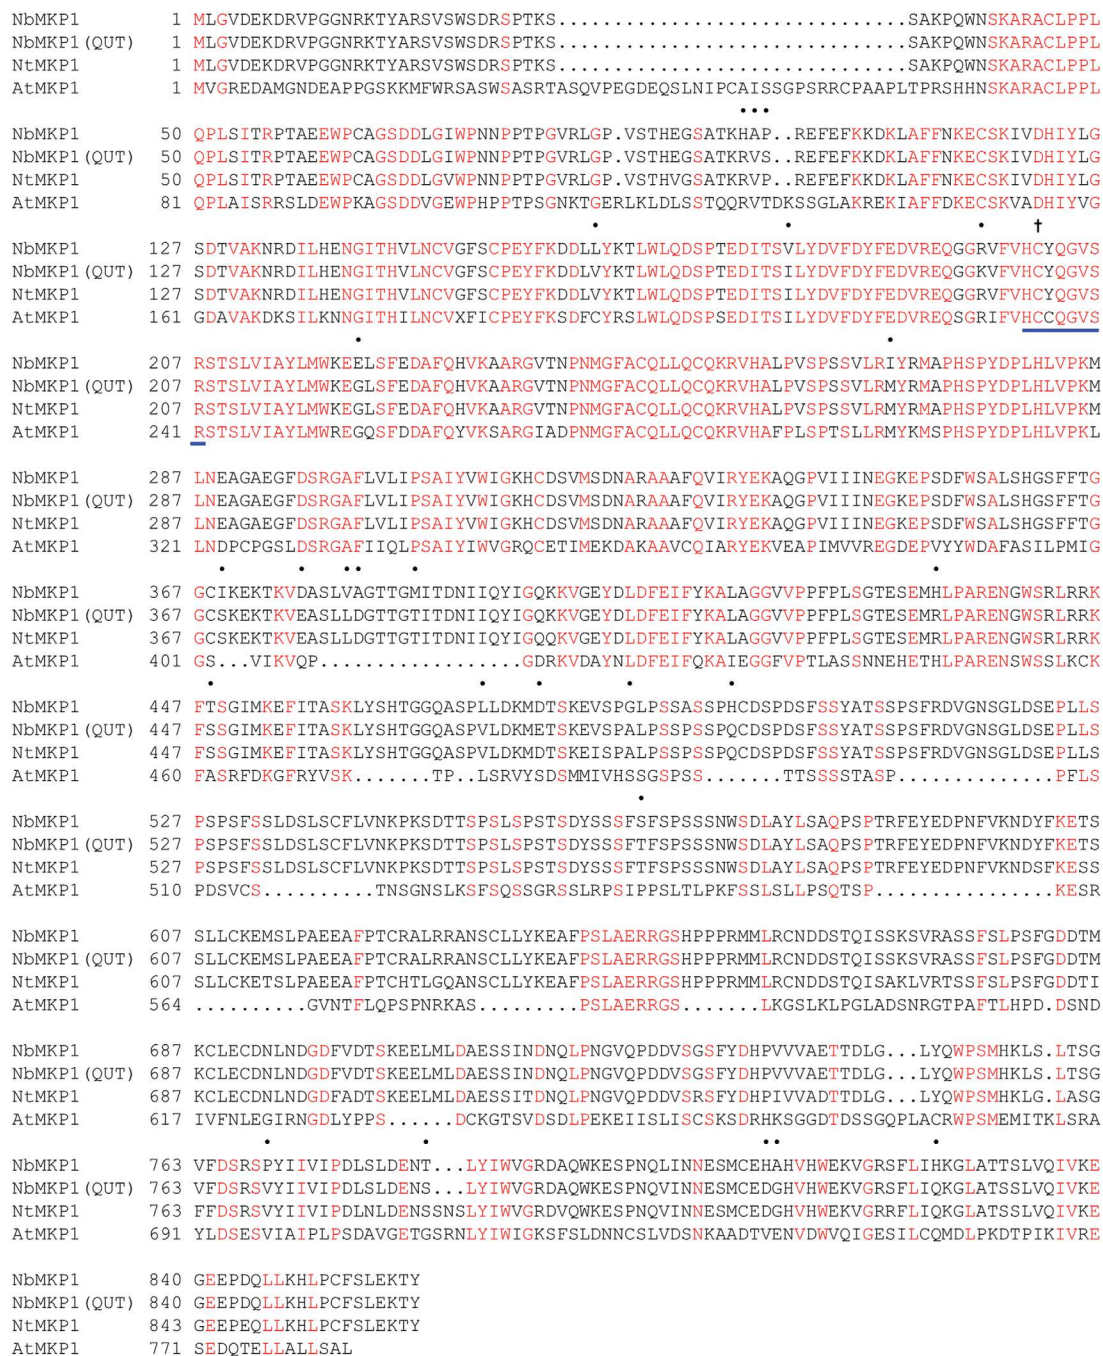 NbMKP1 1 MLGVDEKDRVPGGNRKTYARSVSWSDRSPTKS...............................SAKPQWNSKARACLPPL
NbMKP1(QUT) 1 MLGVDEKDRVPGGNRKTYARSVSWSDRSPTKS...............................SAKPQWNSKARACLPPL
NtMKP1 1 MLGVDEKDRVPGGNRKTYARSVSWSDRSPTKS...............................SAKPQWNSKARACLPPL
AtMKP1 1 MVGREDAMGNDEAPPGSKKMFWRSASWSASRTASQVPEGDEQSLNIPCAISSGPSRRCPAAPLTPRSHHNSKARACLPPL
• • •
NbMKP1 50 QPLSITRPTAEEWPCAGSDDLGIWPNNPPTPGVRLGP.VSTHEGSATKHAP..REFEFKKDKLAFFNKECSKIVDHIYLG
NbMKP1(QUT) 50 QPLSITRPTAEEWPCAGSDDLGIWPNNPPTPGVRLGP.VSTHEGSATKRVS..REFEFKKDKLAFFNKECSKIVDHIYLG
NtMKP1 50 QPLSITRPTAEEWPCAGSDDLGVWPNNPPTPGVRLGP.VSTHVGSATKRVP..REFEFKKDKLAFFNKECSKIVDHIYLG
AtMKP1 81 QPLAISRRSLDEWPKAGSDDVGEWPHPPTPSGNKTGERLKLDLSSTQQRVTDKSSGLAKREKIAFFDKECSKVADHIYVG
• • • †
NbMKP1 127 SDTVAKNRDILHENGITHVLNCVGFSCPEYFKDDLLYKTLWLQDSPTEDITSVLYDVFDYFEDVREQGGRVFVHCYQGVS
NbMKP1(QUT) 127 SDTVAKNRDILHENGITHVLNCVGFSCPEYFKDDLVYKTLWLQDSPTEDITSILYDVFDYFEDVREQGGKVFVHCYQGVS
NtMKP1 127 SDTVAKNRDILHENGITHVLNCVGFSCPEYFKDDLVYKTLWLQDSPTEDITSILYDVFDYFEDVREQGGRVFVHCYQGVS
AtMKP1 161 GDAVAKDKSILKNNGITHILNCVXFICPEYFKSDFCYRSLWLQDSPSEDITSILYDVFDYFEDVREQSGRIFVHCCQGVS
• •
NbMKP1 207 RSTSLVIAYLMWKEELSFEDAFQHVKAARGVTNPNMGFACQLLQCQKRVHALPVSPSSVLRIYRMAPHSPYDPLHLVPKM
NbMKP1(QUT) 207 RSTSLVIAYLMWKEGLSFEDAFQHVKAARGVTNPNMGFACQLLQCQKRVHALPVSPSSVLRMYRMAPHSPYDPLHLVPKM
NtMKP1 207 RSTSLVIAYLMWKEGLSFEDAFQHVKAARGVTNPNMGFACQLLQCQKRVHALPVSPSSVLRMYRMAPHSPYDPLHLVPKM
AtMKP1 241 RSTSLVIAYLMWREGQSFDDAFQYVKSARGIADPNMGFACQLLQCQKRVHAFPLSPTSLLRMYKMSPHSPYDPLHLVPKL
NbMKP1 287 LNEAGAEGFDSRGAFLVLIPSAIYVWIGKHCDSVMSDNARAAAFQVIRYEKAQGPVIIINEGKEPSDFWSALSHGSFFTG
NbMKP1(QUT) 287 LNEAGAEGFDSRGAFLVLIPSAIYVWIGKHCDSVMSDNARAAAFQVIRYEKAQGPVIIINEGKEPSDFWSALSHGSFFTG
NtMKP1 287 LNEAGAEGFDSRGAFLVLIPSAIYVWIGKHCDSVMSDNARAAAFQVIRYEKAQGPVIIINEGKEPSDFWSALSHGSFFTG
AtMKP1 321 LNDPCPGSLDSRGAFIIQLPSAIYIWVGRQCETIMEKDAKAAVCQIARYEKVEAPIMVVREGDEPVYYWDAFASILPMIG
• • • • • •
NbMKP1 367 GCIKEKTKVDASLVAGTTGMITDNIIQYIGQKKVGEYDLDFEIFYKALAGGVVPPFPLSGTESEMHLPARENGWSRLRRK
NbMKP1(QUT) 367 GCSKEKTKVEASLLDGTTGTITDNIIQYIGQKKVGEYDLDFEIFYKALAGGVVPPFPLSGTESEMRLPARENGWSRLRRK
NtMKP1 367 GCSKEKTKVEASLLDGTTGTITDNIIQYIGQQKVGEYDLDFEIFYKALAGGVVPPFPLSGTESEMRLPARENGWSRLRRK
AtMKP1 401 GS...VIKVQP..................GDRKVDAYNLDFEIFQKAIEGGFVPTLASSNNEHETHLPARENSWSSLKCK
• • • • •
NbMKP1 447 FTSGIMKEFITASKLYSHTGGQASPLLDKMDTSKEVSPGLPSSASSPHCDSPDSFSSYATSSPSFRDVGNSGLDSEPLLS
NbMKP1(QUT) 447 FSSGIMKEFITASKLYSHTGGQASPVLDKMETSKEVSPALPSSPSSPQCDSPDSFSSYATSSPSFRDVGNSGLDSEPLLS
NtMKP1 447 FSSGIMKEFITASKLYSHTGGQASPVLDKMDTSKEISPALPSSPSSPQCDSPDSFSSYATSSPSFRDVGNSGLDSEPLLS
AtMKP1 460 FASRFDKGFRYVSK.......TP..LSRVYSDSMMIVHSSGSPSS.......TTSSSSTASP..............PFLS
•
NbMKP1 527 PSPSFSSLDSLSCFLVNKPKSDTTSPSLSPSTSDYSSSFSFSPSSSNWSDLAYLSAQPSPTRFEYEDPNFVKNDYFKETS
NbMKP1(QUT) 527 PSPSFSSLDSLSCFLVNKPKSDTTSPSLSPSTSDYSSSFTFSPSSSNWSDLAYLSAQPSPTRFEYEDPNFVKNDYFKETS
NtMKP1 527 PSPSFSSLDSLSCFLVNKPKSDTTSPSLSPSTSDYSSSFTFSPSSSNWSDLAYLSAQPSPTRFEYEDPNFVKNDSFKESS
AtMKP1 510 PDSVCS..........TNSGNSLKSFSQSSGRSSLRPSIPPSLTLPKFSSLSLLPSQTSP................KESR
NbMKP1 607 SLLCKEMSLPAEEAFPTCRALRRANSCLLYKEAFPSLAERRGSHPPPRMMLRCNDDSTQISSKSVRASSFSLPSFGDDTM
NbMKP1(QUT) 607 SLLCKEMSLPAEEAFPTCRALRRANSCLLYKEAFPSLAERRGSHPPPRMMLRCNDDSTQISSKSVRASSFSLPSFGDDTM
NtMKP1 607 SLLCKETSLPAEEAFPTCHTLGQANSCLLYKEAFPSLAERRGSHPPPRMMLRCNDDSTQISAKLVRTSSFSLPSFGDDTI
AtMKP1 564 ..........GVNTFLQPSPNRKAS.........PSLAERRGS.......LKGSLKLPGLADSNRGTPAFTLHPD.DSND
NbMKP1 687 KCLECDNLNDGDFVDTSKEELMLDAESSINDNQLPNGVQPDDVSGSFYDHPVVVAETTDLG...LYQWPSMHKLS.LTSG
NbMKP1(QUT) 687 KCLECDNLNDGDFVDTSKEELMLDAESSINDNQLPNGVQPDDVSGSFYDHPVVVAETTDLG...LYQWPSMHKLS.LTSG
NtMKP1 687 KCLECDNLNDGDFADTSKEELMLDAESSITDNQLPNGVQPDDVSRSFYDHPIVVADTTDLG...LYQWPSMHKLG.LASG
AtMKP1 617 IVFNLEGIRNGDLYPPS......DCKGTSVDSDLPEKEIISLISCSKSDRHKSGGDTDSSGQPLACRWPSMEMITKLSRA
• • • • •
NbMKP1 763 VFDSRSPYIIVIPDLSLDENT...LYIWVGRDAQWKESPNQLINNESMCEHAHVHWEKVGRSFLIHKGLATTSLVQIVKE
NbMKP1(QUT) 763 VFDSRSVYIIVIPDLSLDENS...LYIWVGRDAQWKESPNQVINNESMCEDGHVHWEKVGRSFLIQKGLATSSLVQIVKE
NtMKP1 763 FFDSRSVYIIVIPDLNLDENSSNSLYIWVGRDVQWKESPNQVINNESMCEDGHVHWEKVGRRFLIQKGLATSSLVQIVKE
AtMKP1 691 YLDSESVIAIPLPSDAVGETGSRNLYIWIGKSFSLDNNCSLVDSNKAADTVENVDWVQIGESILCQMDLPKDTPIKIVRE
NbMKP1 840 GEEPDQLLKHLPCFSLEKTY
NbMKP1(QUT) 840 GEEPDQLLKHLPCFSLEKTY
NtMKP1 843 GEEPEQLLKHLPCFSLEKTY
AtMKP1 771 SEDQTELLALLSAL